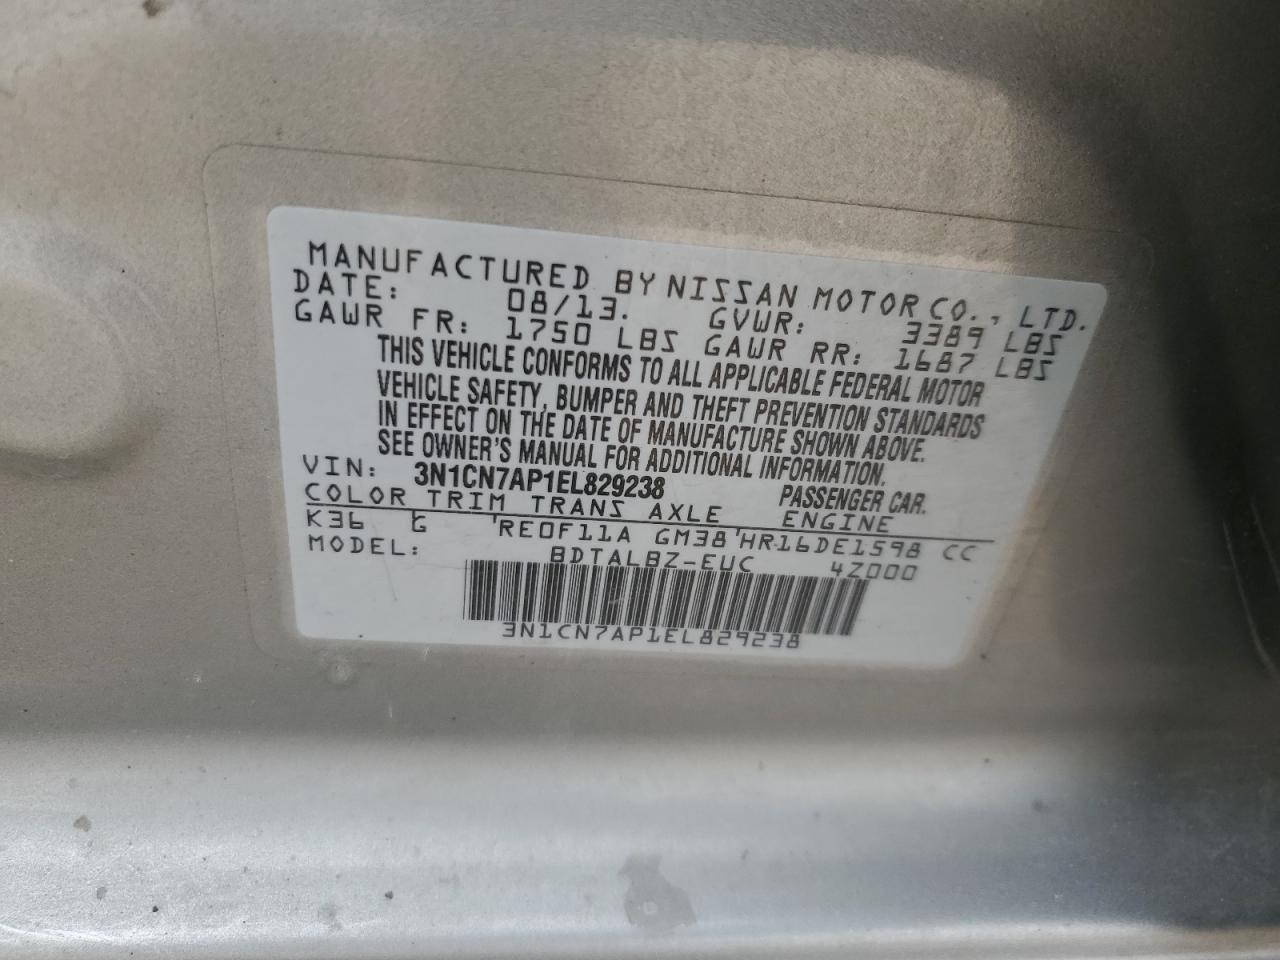 MANUFACTURED BY NISSAN MOTOR CO., LTD.
DATE: 08/13. GVWR: 3389 LBS
GAWR FR: 1750 LBS GAWR RR: 1687 LBS
THIS VEHICLE CONFORMS TO ALL APPLICABLE FEDERAL MOTOR
VEHICLE SAFETY, BUMPER AND THEFT PREVENTION STANDARDS
IN EFFECT ON THE DATE OF MANUFACTURE SHOWN ABOVE.
SEE OWNER'S MANUAL FOR ADDITIONAL INFORMATION.
VIN: 3N1CN7AP1EL829238 PASSENGER CAR.
COLOR TRIM TRANS AXLE ENGINE
K36 G 'RE0F11A GM38'HR16DE1598 CC
MODEL: BDTALBZ-EUC 4Z000
3N1CN7AP1EL829238